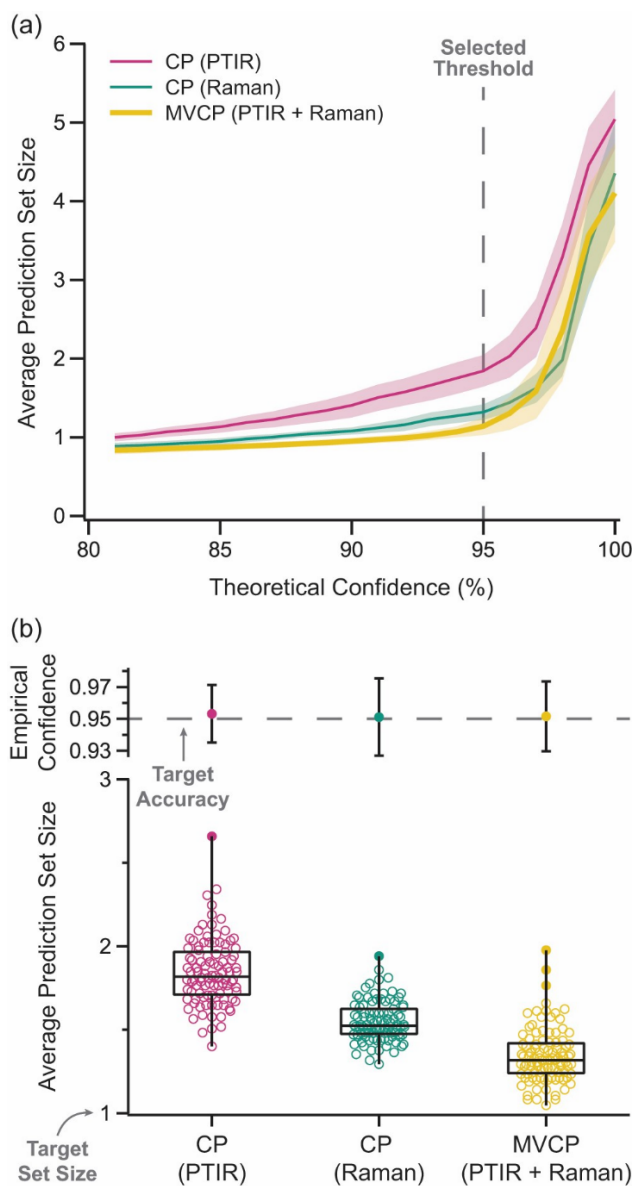 (a)
6
5
4
3
2
1
0
Average Prediction Set Size
CP (PTIR)
CP (Raman)
MVCP (PTIR + Raman)
Selected
Threshold
80
85
90
95
100
Theoretical Confidence (%)
(b)
Empirical
Confidence
0.97
0.95
0.93
Target
Accuracy
3
2
1
Average Prediction Set Size
Target
Set Size
CP
(PTIR)
CP
(Raman)
MVCP
(PTIR + Raman)